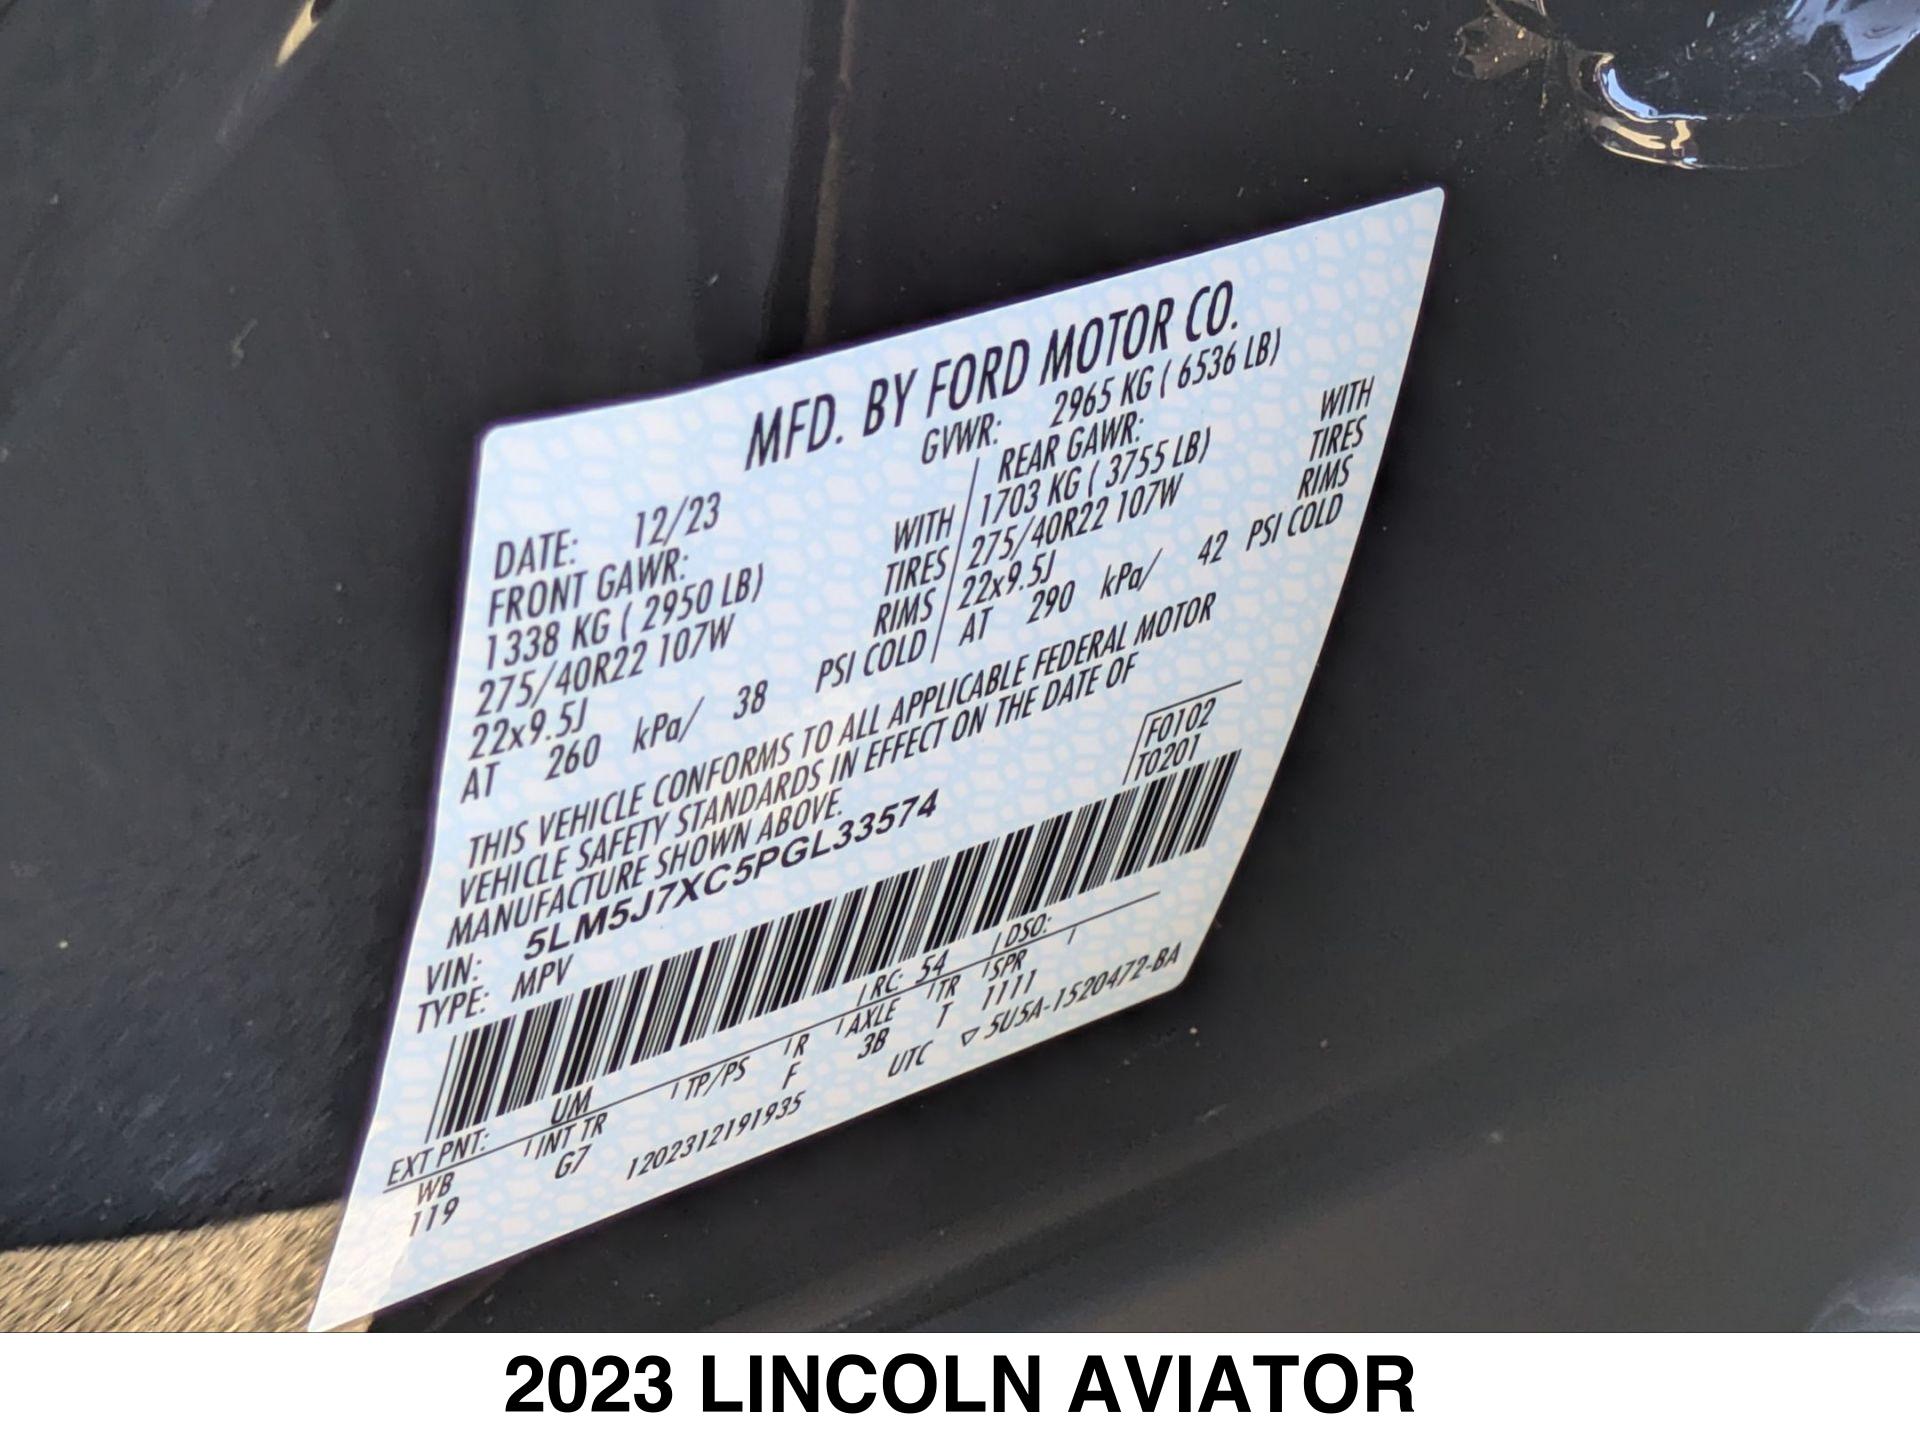 MFD. BY FORD MOTOR CO.
DATE: 12/23 GVWR: 2965 KG ( 6536 LB)
FRONT GAWR: REAR GAWR:
1338 KG ( 2950 LB) WITH 1703 KG ( 3755 LB) WITH
275/40R22 107W TIRES 275/40R22 107W TIRES
22x9.5J RIMS 22x9.5J RIMS
AT 260 kPa/ 38 PSI COLD AT 290 kPa/ 42 PSI COLD
THIS VEHICLE CONFORMS TO ALL APPLICABLE FEDERAL MOTOR
VEHICLE SAFETY STANDARDS IN EFFECT ON THE DATE OF
MANUFACTURE SHOWN ABOVE.
F0102
T0201
VIN: 5LM5J7XC5PGL33574
TYPE: MPV
EXT PNT: UM RC: 54 DSO:
WB INT TR TP/PS R AXLE TR SPR
119 G7 F 3B T 1111
1202312191935 UTC ▽ 5U5A-1520472-BA
2023 LINCOLN AVIATOR